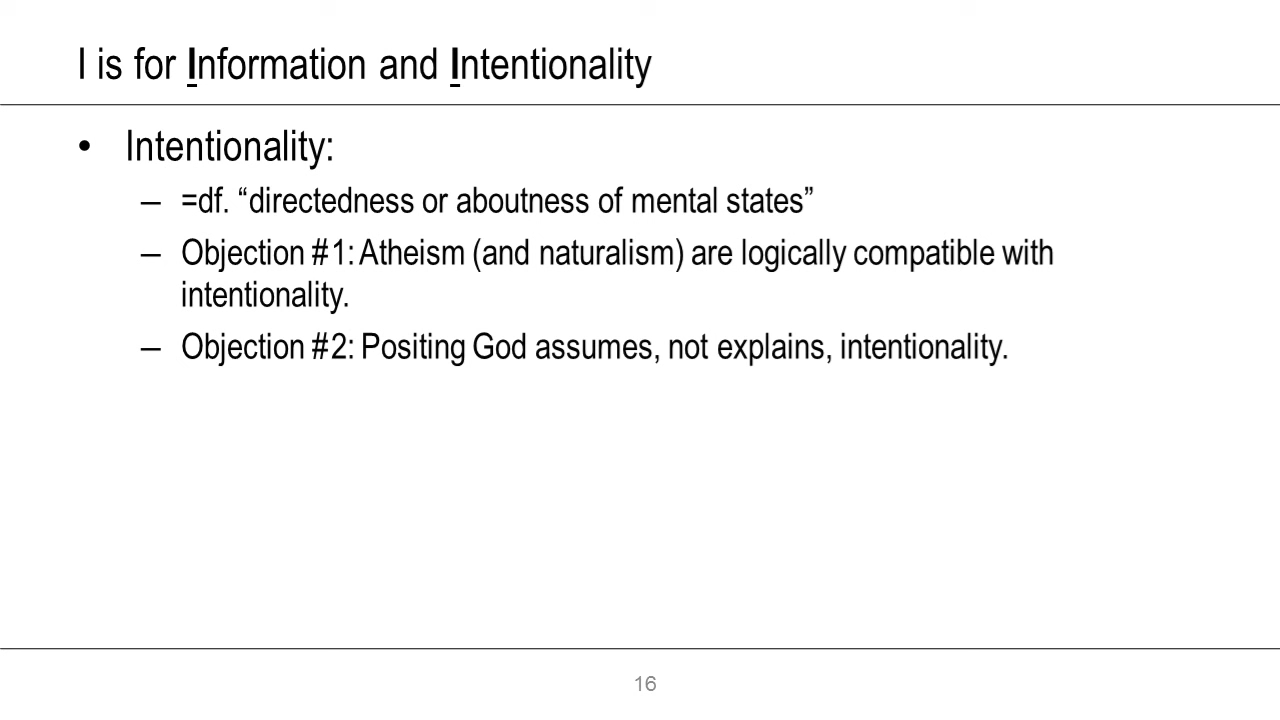 I is for Information and Intentionality
• Intentionality:
– =df. “directedness or aboutness of mental states”
– Objection #1: Atheism (and naturalism) are logically compatible with
intentionality.
– Objection #2: Positing God assumes, not explains, intentionality.
16